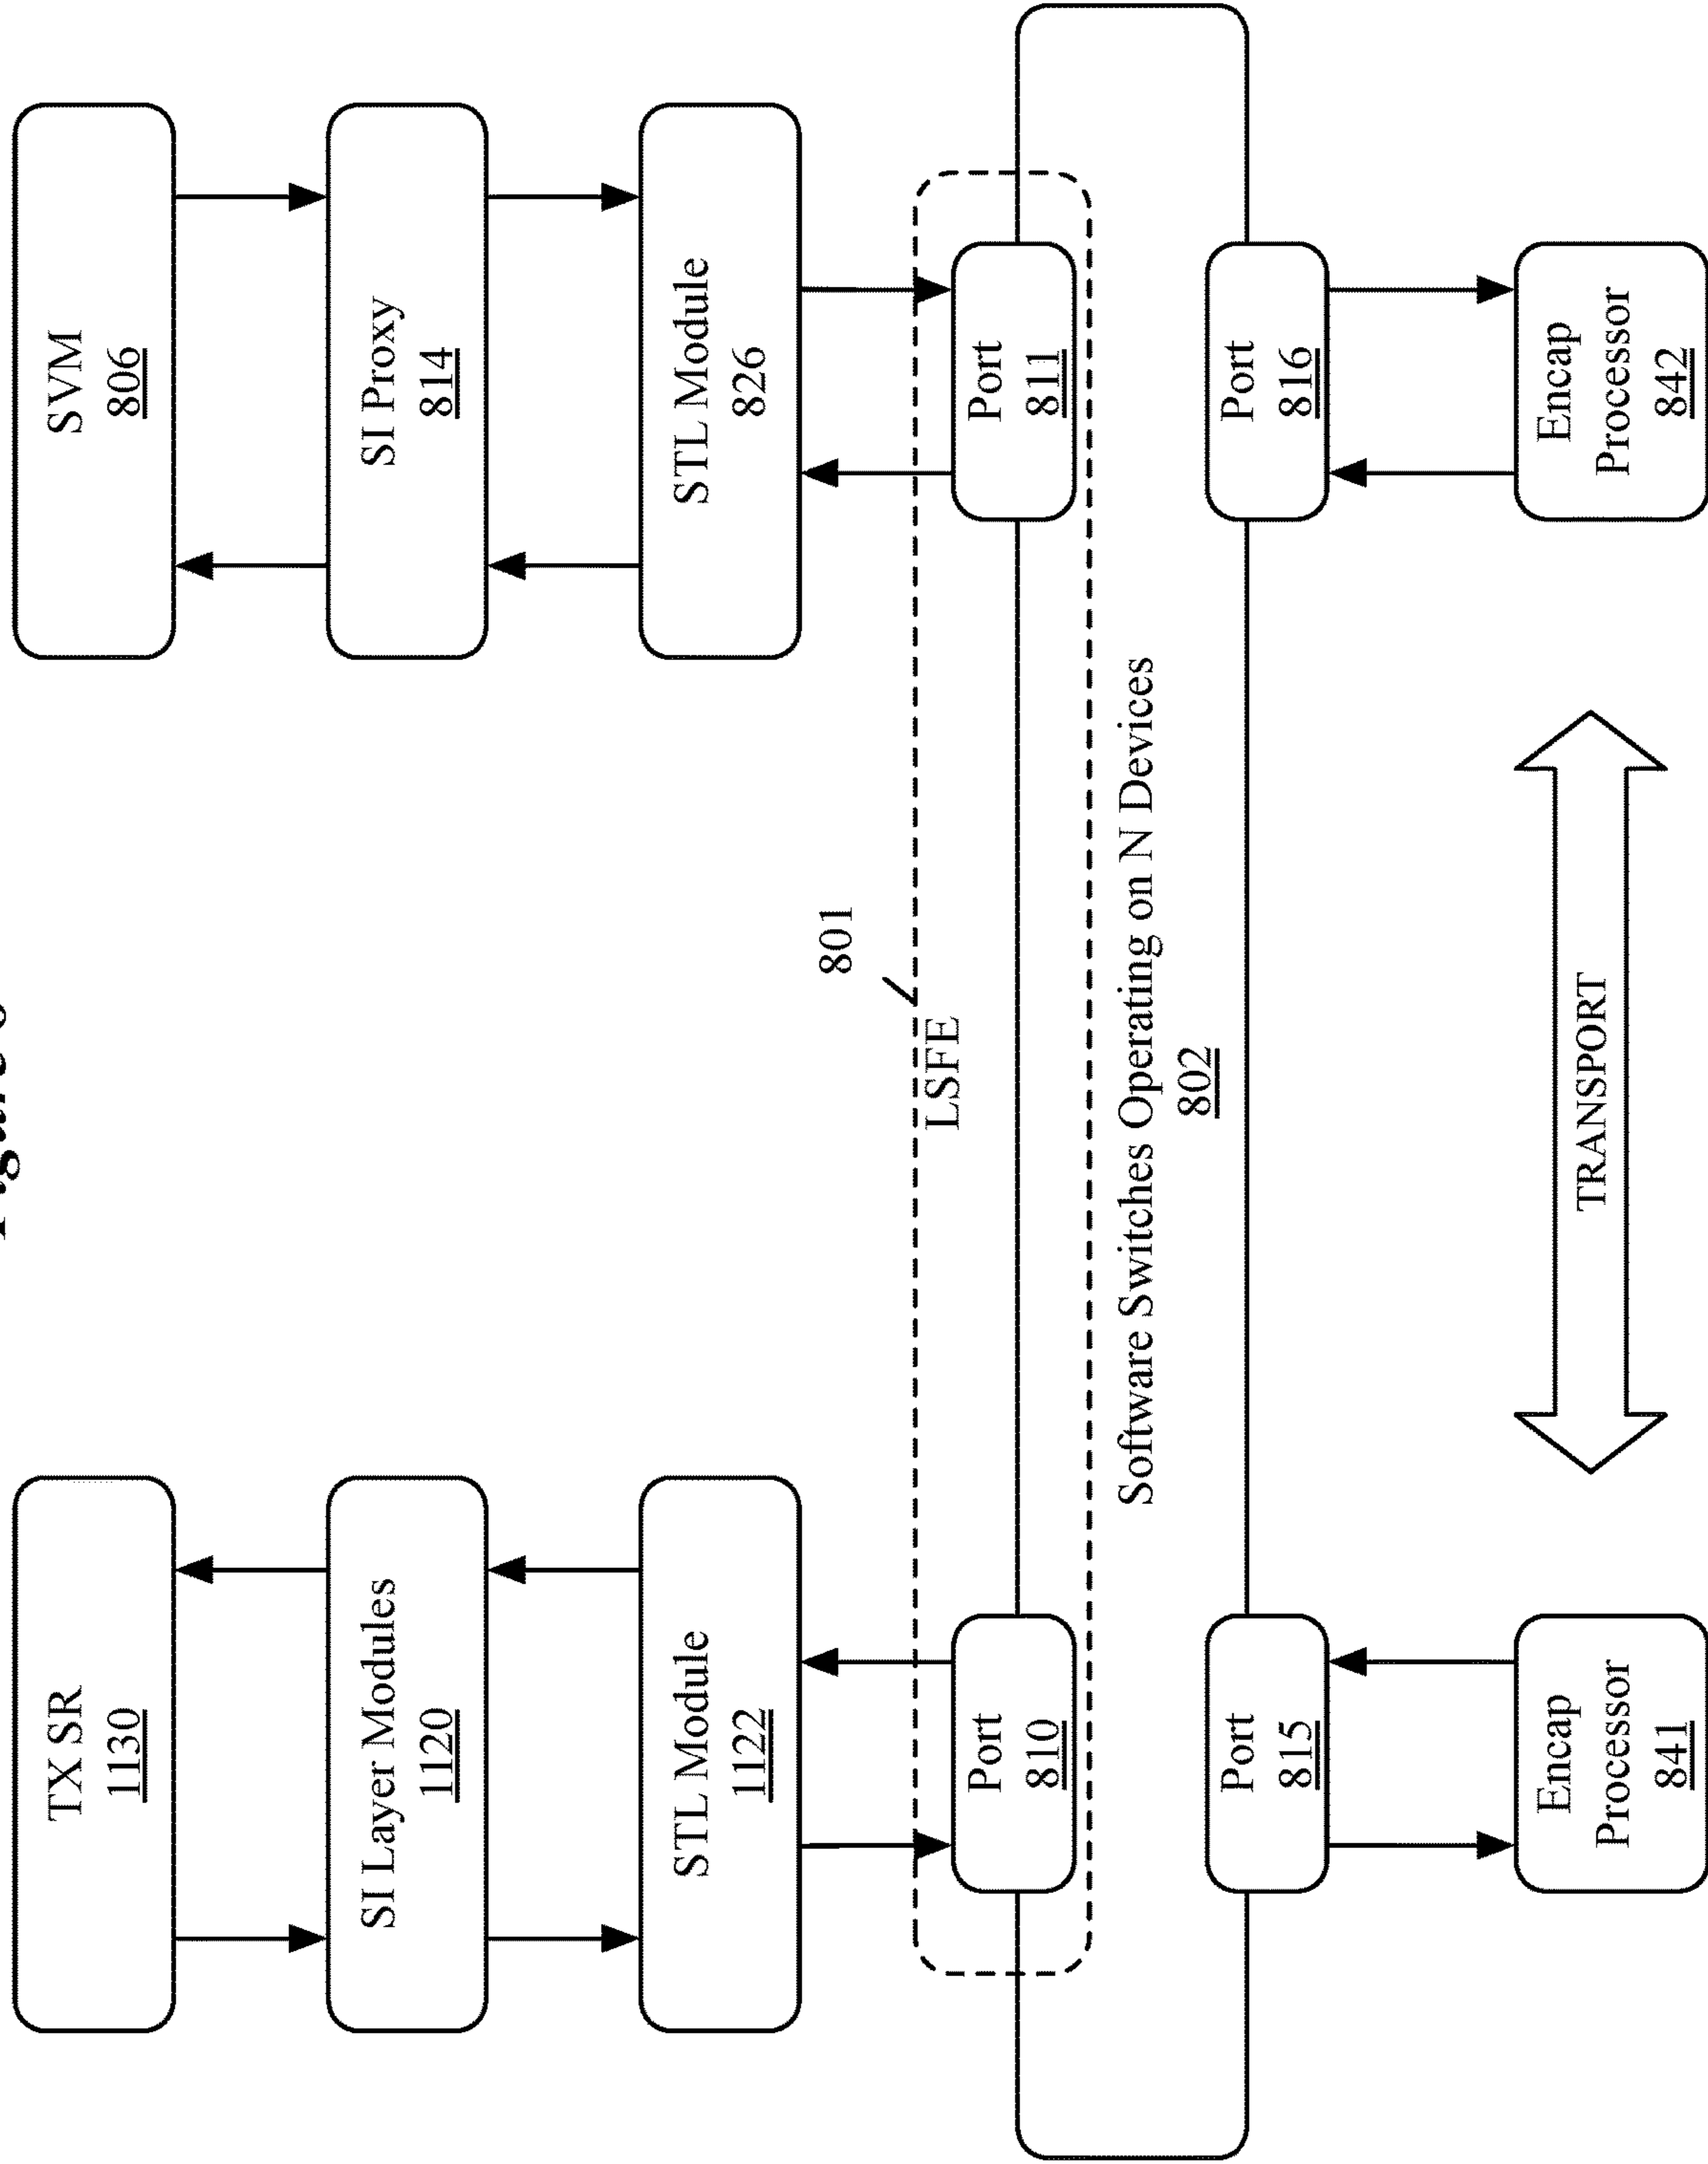 TX SR
1130
SVM
806
SI Layer Modules
1120
SI Proxy
814
STL Module
1122
STL Module
826
801
LSFE
Port
810
Port
811
Software Switches Operating on N Devices
802
Port
815
Port
816
Encap
Processor
841
TRANSPORT
Encap
Processor
842